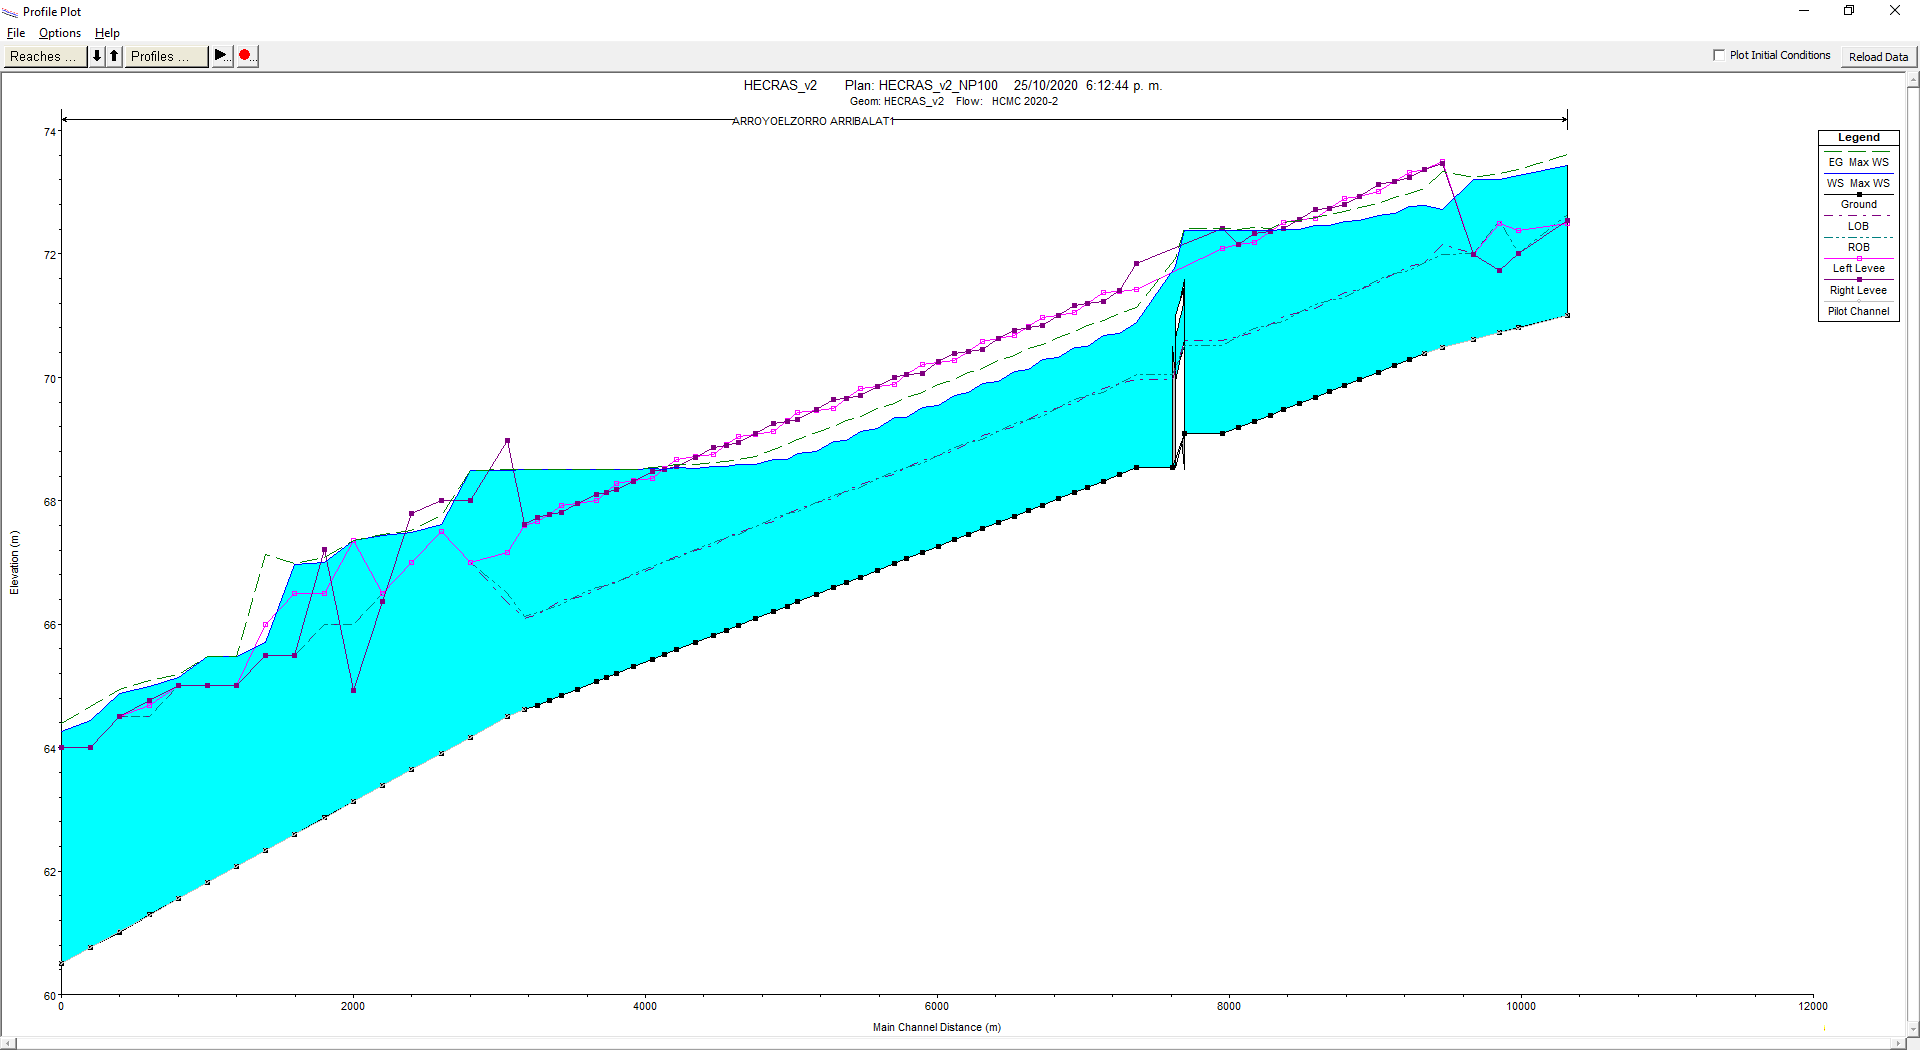 Profile Plot
File Options Help
Reaches ... Profiles ... ... ... Plot Initial Conditions Reload Data
HECRAS_v2 Plan: HECRAS_v2_NP100 25/10/2020 6:12:44 p. m.
Geom: HECRAS_v2 Flow: HCMC 2020-2
ARROYOELZORRO ARRIBALAT1
74
72
70
68
66
64
62
60
Elevation (m)
0 2000 4000 6000 8000 10000 12000
Main Channel Distance (m)
Legend
EG Max WS
WS Max WS
Ground
LOB
ROB
Left Levee
Right Levee
Pilot Channel